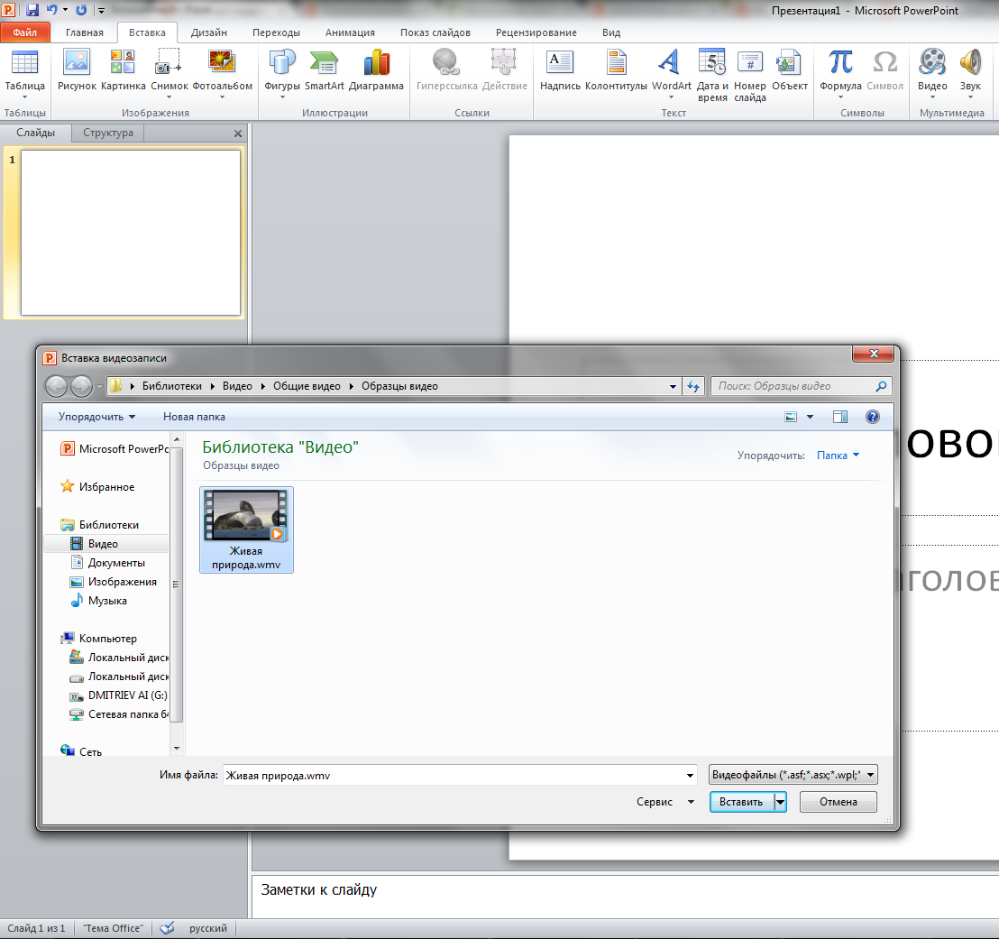 Презентация1 - Microsoft PowerPoint
Файл Главная Вставка Дизайн Переходы Анимация Показ слайдов Рецензирование Вид
Таблица Рисунок Картинка Снимок Фотоальбом Фигуры SmartArt Диаграмма Гиперссылка Действие Надпись Колонтитулы WordArt Дата и время Номер слайда Объект Формула Символ Видео Звук
Таблицы Изображения Иллюстрации Ссылки Текст Символы Мультимедиа
Слайды Структура
1
Вставка видеозаписи
Библиотеки Видео Общие видео Образцы видео Поиск: Образцы видео
Упорядочить Новая папка
Microsoft PowerPo
Избранное
Библиотеки
Видео
Документы
Изображения
Музыка
Компьютер
Локальный диск
Локальный диск
DMITRIEV AI (G:)
Сетевая папка 64
Сеть
Библиотека "Видео"
Образцы видео
Упорядочить: Папка
Живая
природа.wmv
Имя файла: Живая природа.wmv Видеофайлы (*.asf;*.asx;*.wpl;*
Сервис Вставить Отмена
ово
аголов
Заметки к слайду
Слайд 1 из 1 "Тема Office" русский